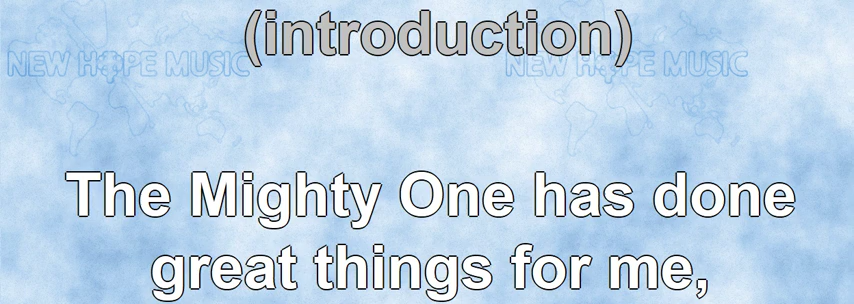 (introduction)
NEW HOPE MUSIC NEW HOPE MUSIC
The Mighty One has done
great things for me,